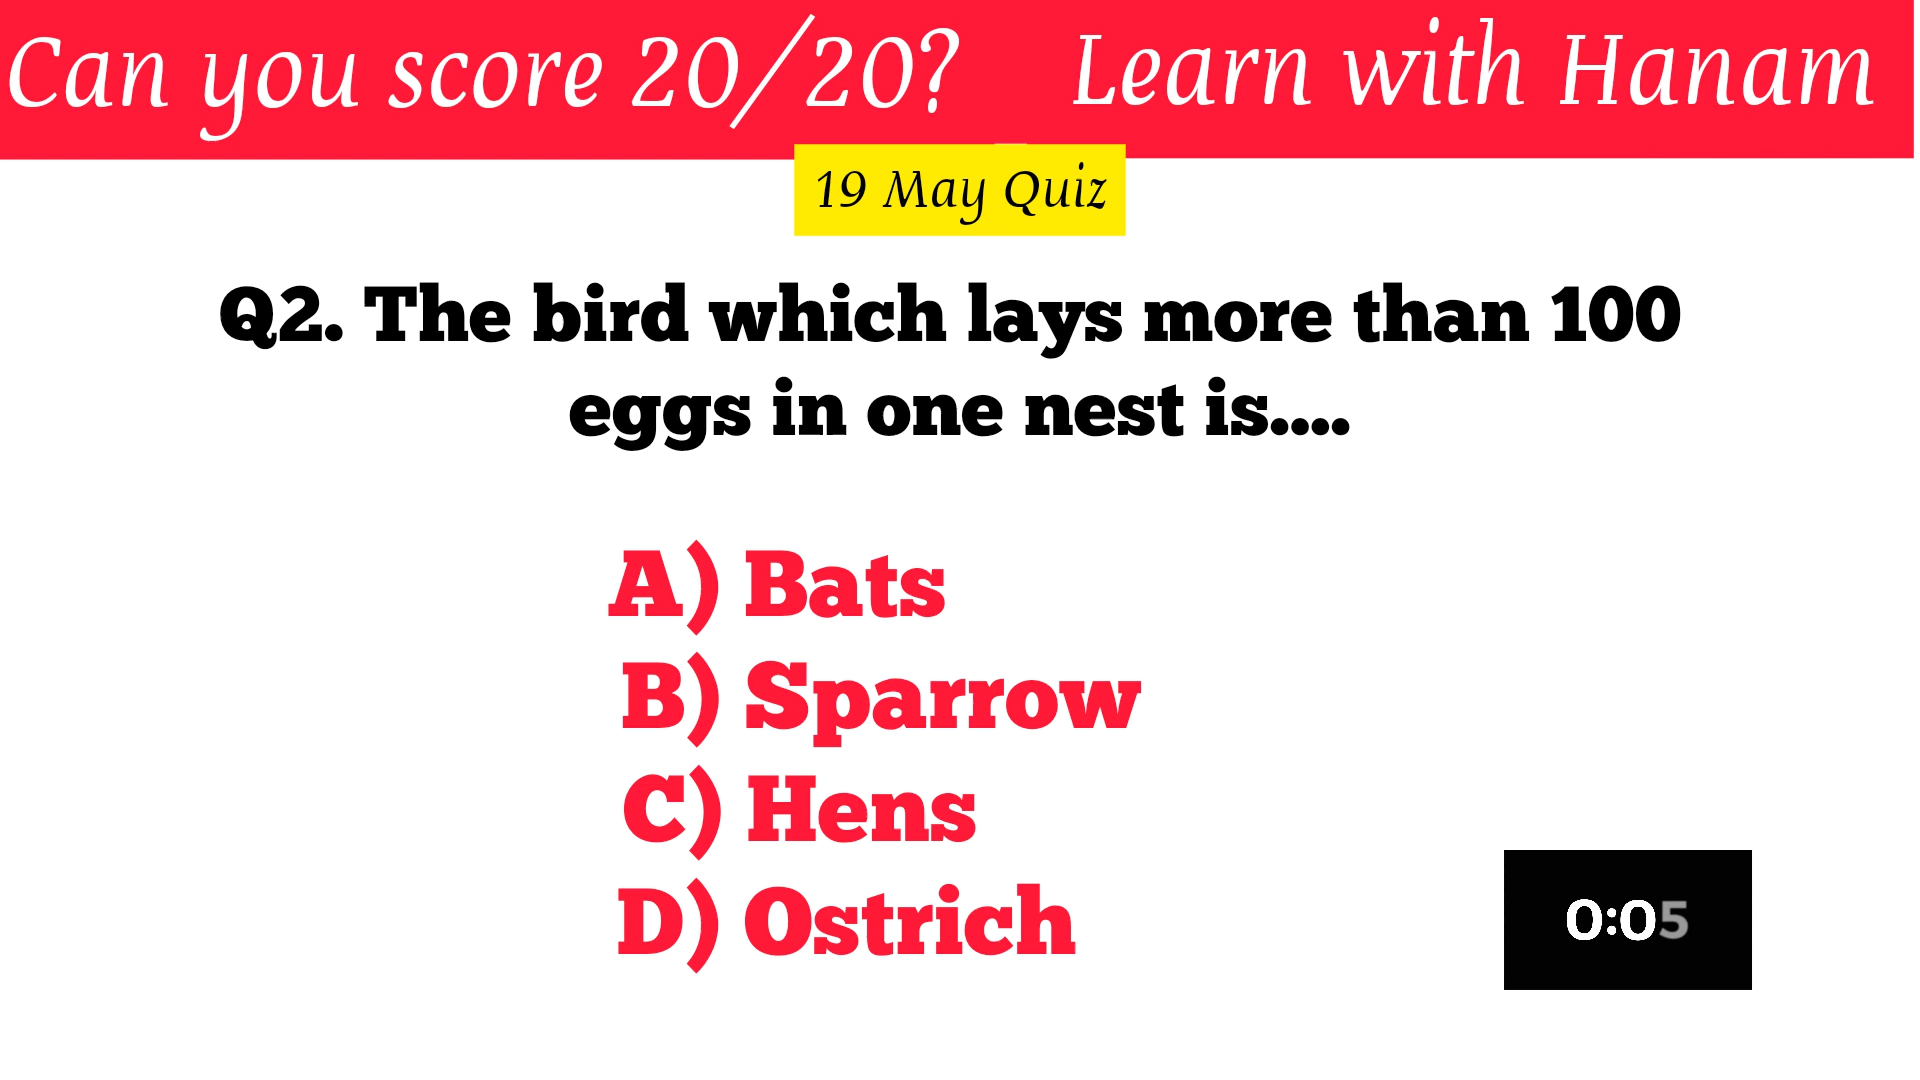 Can you score 20/20? Learn with Hanam
19 May Quiz
Q2. The bird which lays more than 100
eggs in one nest is....
A) Bats
B) Sparrow
C) Hens
D) Ostrich
0:05